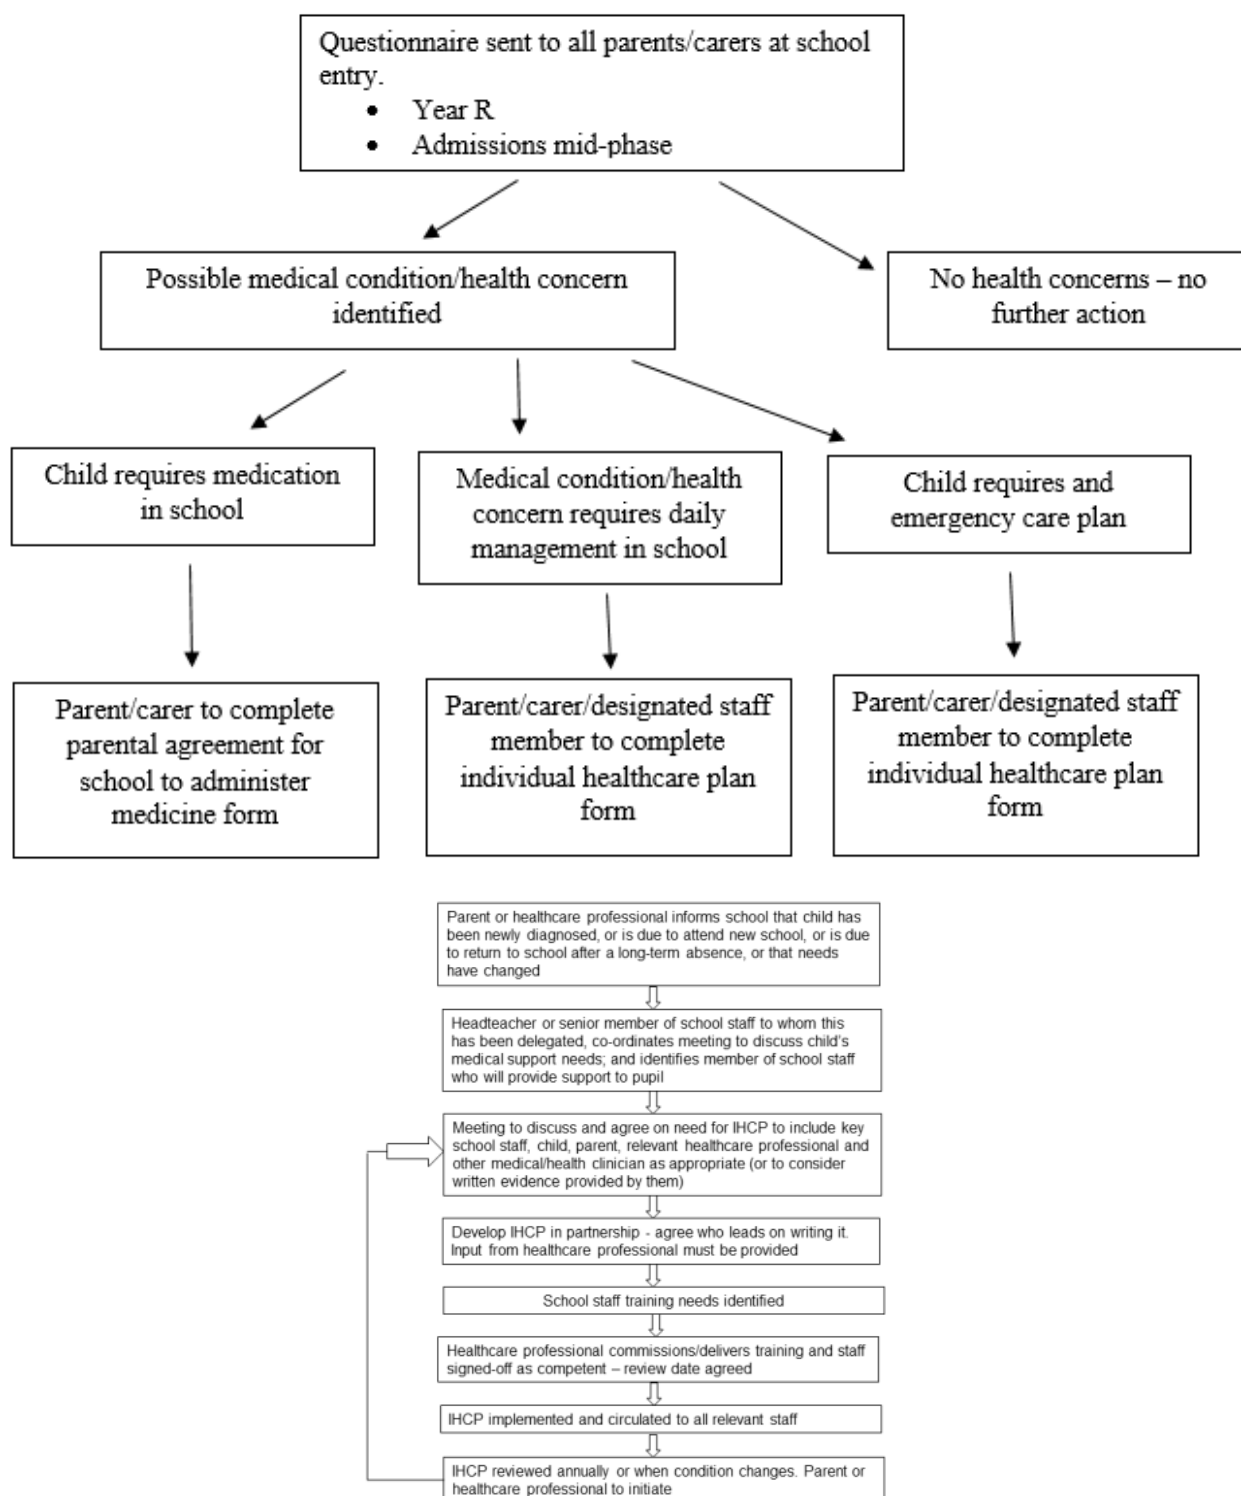 Questionnaire sent to all parents/carers at school
entry.
• Year R
• Admissions mid-phase
Possible medical condition/health concern
identified
No health concerns – no
further action
Child requires medication
in school
Medical condition/health
concern requires daily
management in school
Child requires and
emergency care plan
Parent/carer to complete
parental agreement for
school to administer
medicine form
Parent/carer/designated staff
member to complete
individual healthcare plan
form
Parent/carer/designated staff
member to complete
individual healthcare plan
form
Parent or healthcare professional informs school that child has
been newly diagnosed, or is due to attend new school, or is due
to return to school after a long-term absence, or that needs
have changed
Headteacher or senior member of school staff to whom this
has been delegated, co-ordinates meeting to discuss child's
medical support needs; and identifies member of school staff
who will provide support to pupil
Meeting to discuss and agree on need for IHCP to include key
school staff, child, parent, relevant healthcare professional and
other medical/health clinician as appropriate (or to consider
written evidence provided by them)
Develop IHCP in partnership - agree who leads on writing it.
Input from healthcare professional must be provided
School staff training needs identified
Healthcare professional commissions/delivers training and staff
signed-off as competent – review date agreed
IHCP implemented and circulated to all relevant staff
IHCP reviewed annually or when condition changes. Parent or
healthcare professional to initiate